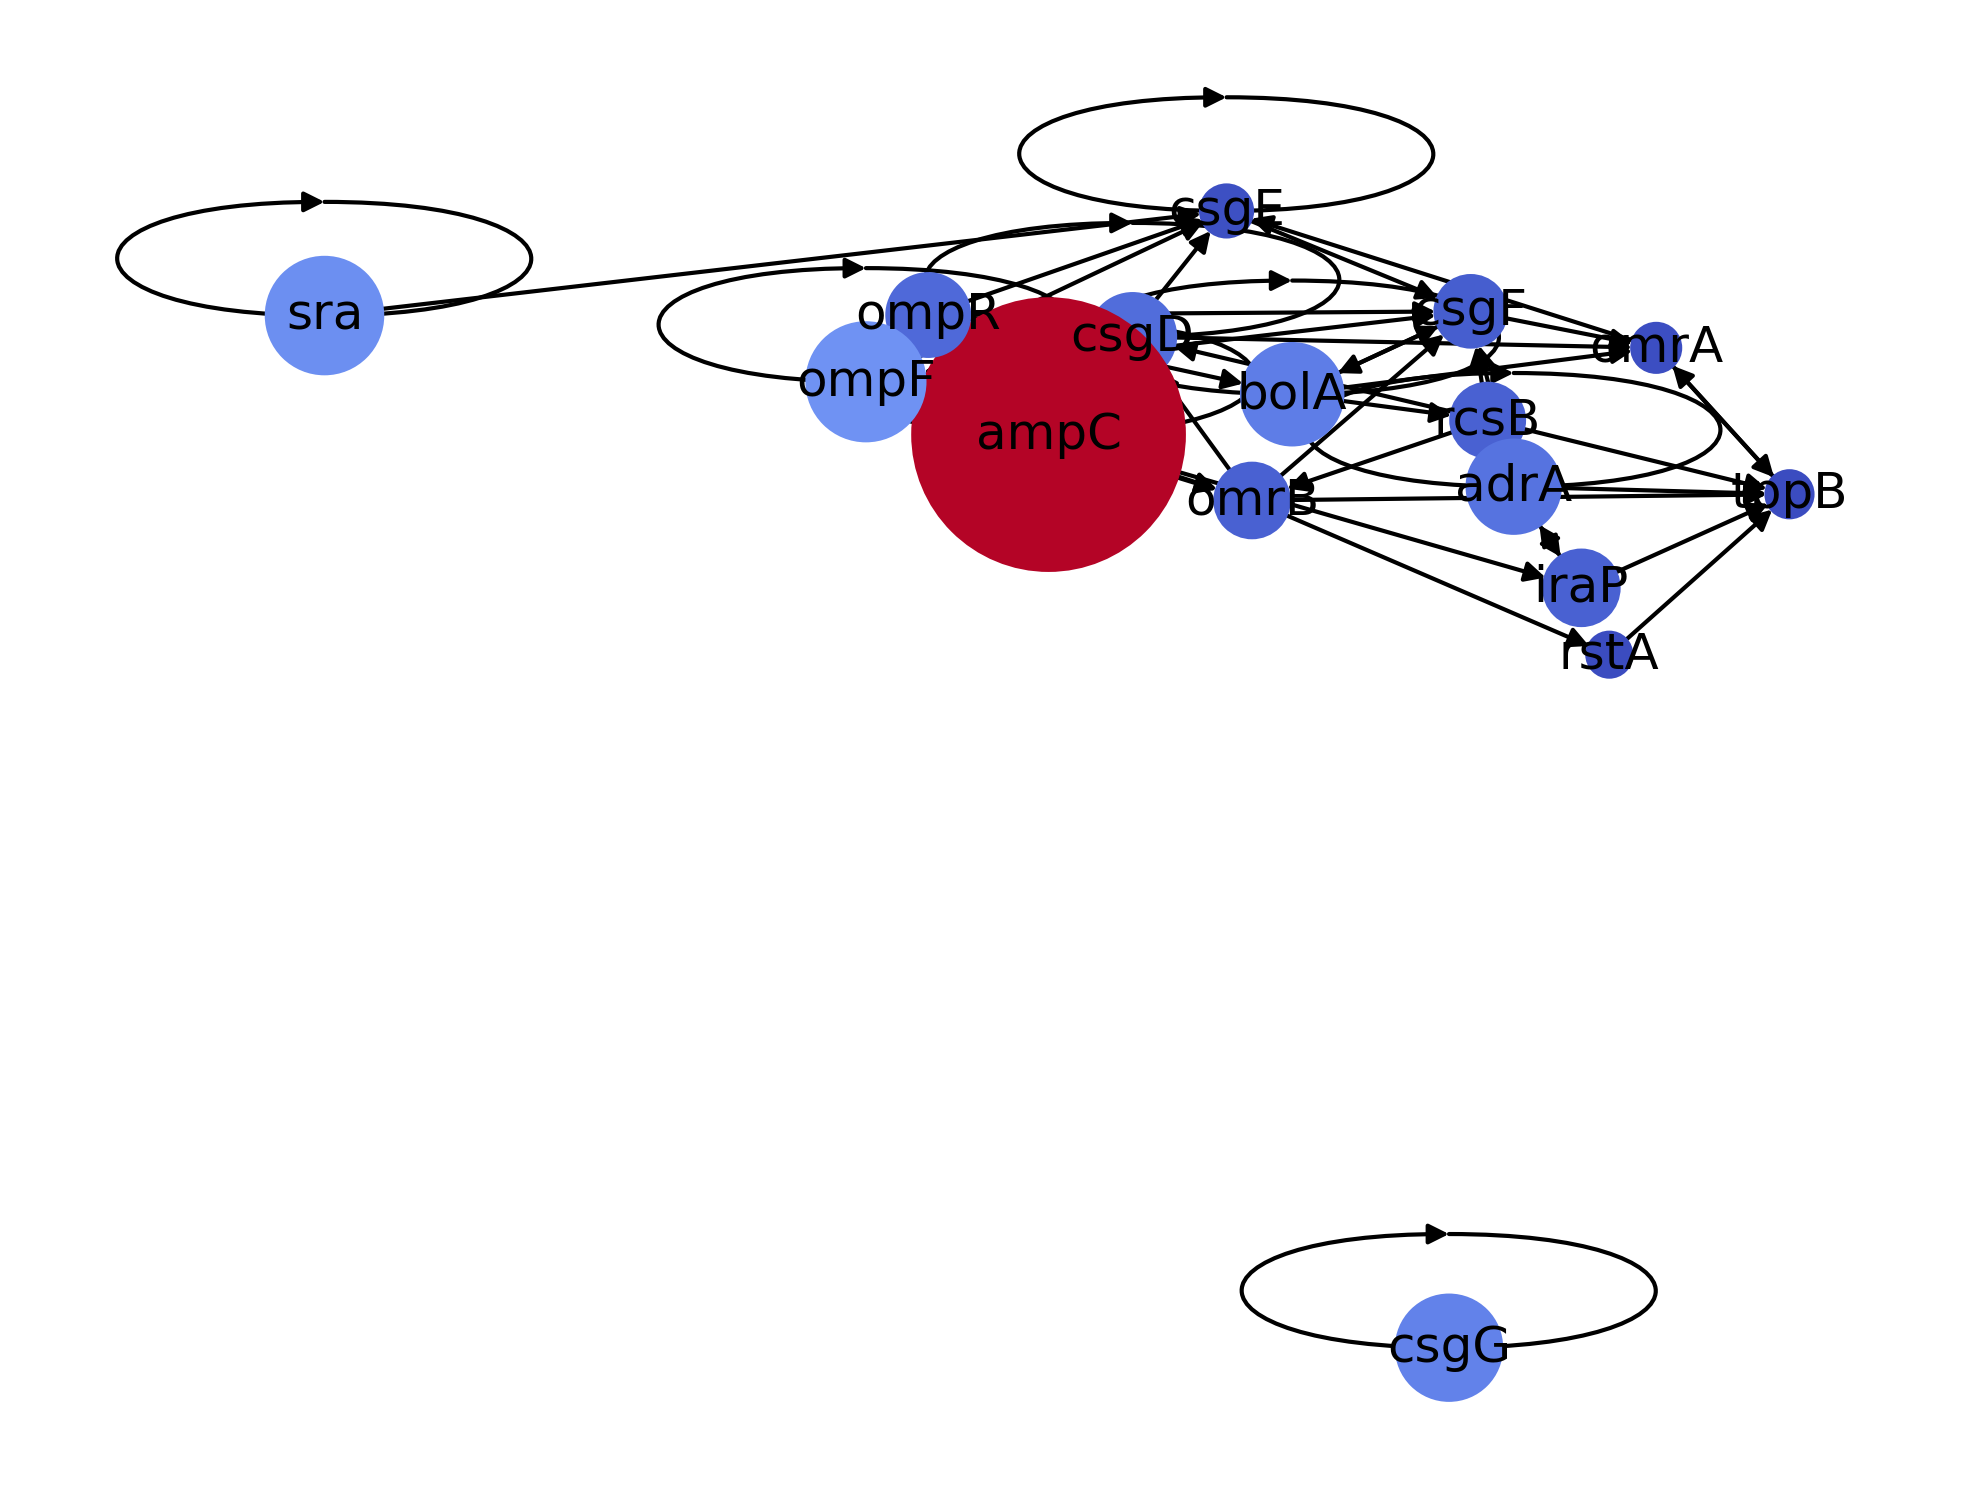 csgE
sra
ompR
csgF
csgD
omrA
ompF
bolA
rcsB
ampC
adrA
topB
omrB
iraP
rstA
csgG